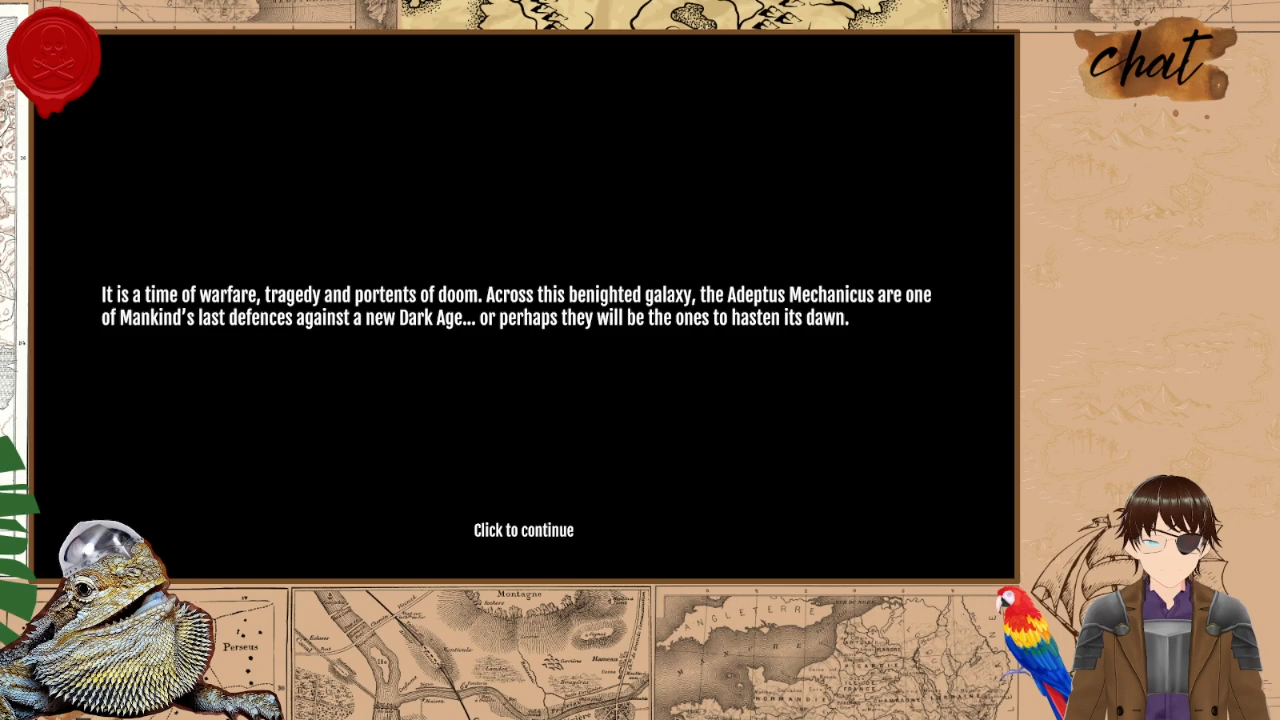 chat
It is a time of warfare, tragedy and portents of doom. Across this benighted galaxy, the Adeptus Mechanicus are one
of Mankind's last defences against a new Dark Age... or perhaps they will be the ones to hasten its dawn.
Click to continue
Montagne
Perseus
ANGLETERRE
FRANCE